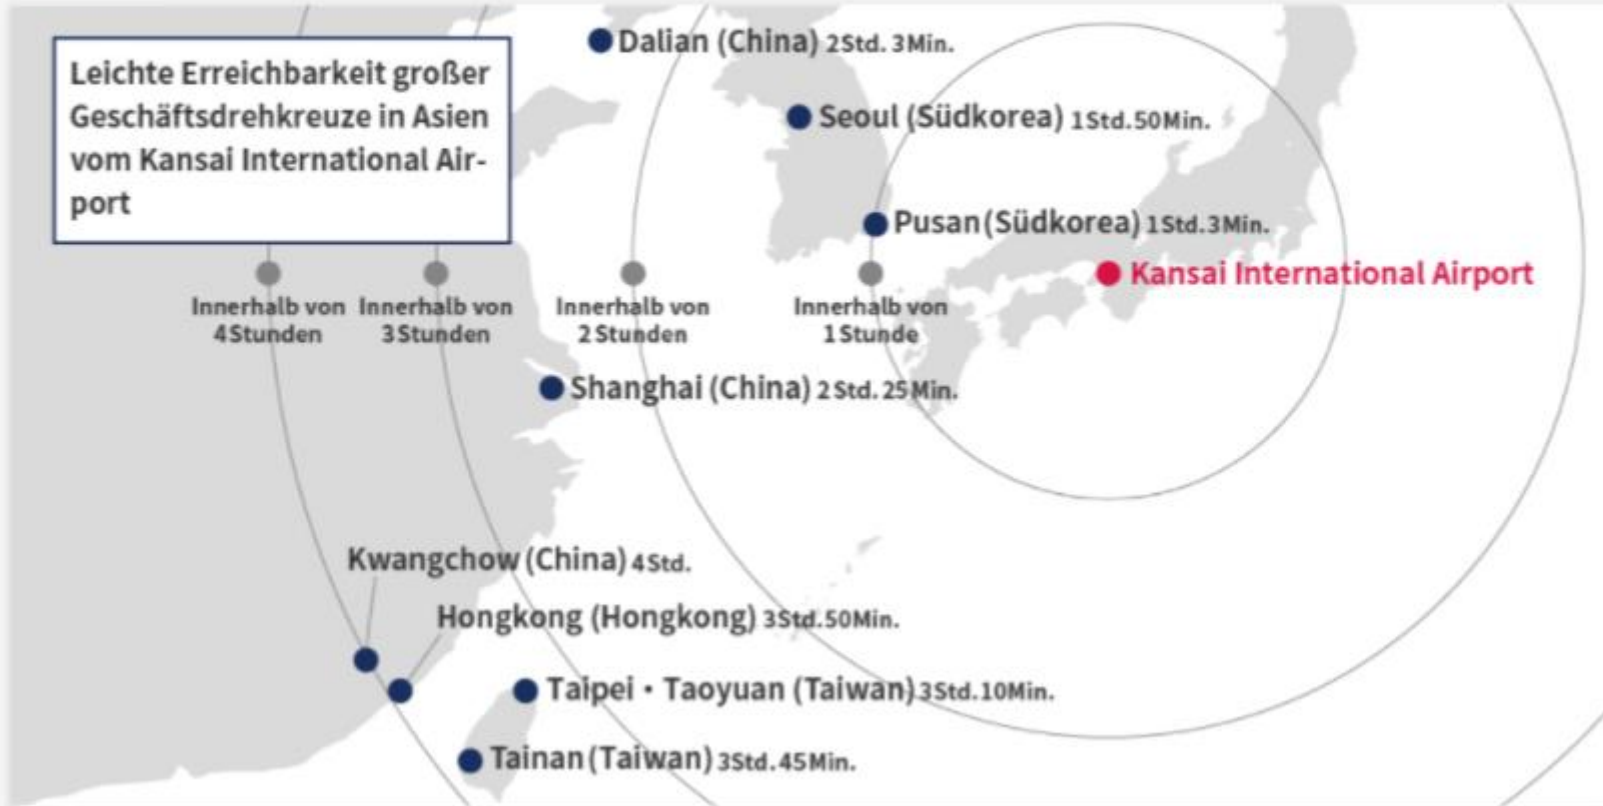 Leichte Erreichbarkeit großer
Geschäftsdrehkreuze in Asien
vom Kansai International Air-
port
Dalian (China) 2Std. 3Min.
Seoul (Südkorea) 1Std.50Min.
Pusan(Südkorea) 1Std.3Min.
Kansai International Airport
Innerhalb von
4Stunden
Innerhalb von
3Stunden
Innerhalb von
2Stunden
Innerhalb von
1Stunde
Shanghai (China) 2Std. 25Min.
Kwangchow (China) 4Std.
Hongkong (Hongkong) 3Std.50Min.
Taipei・Taoyuan (Taiwan) 3Std.10Min.
Tainan(Taiwan) 3Std.45Min.